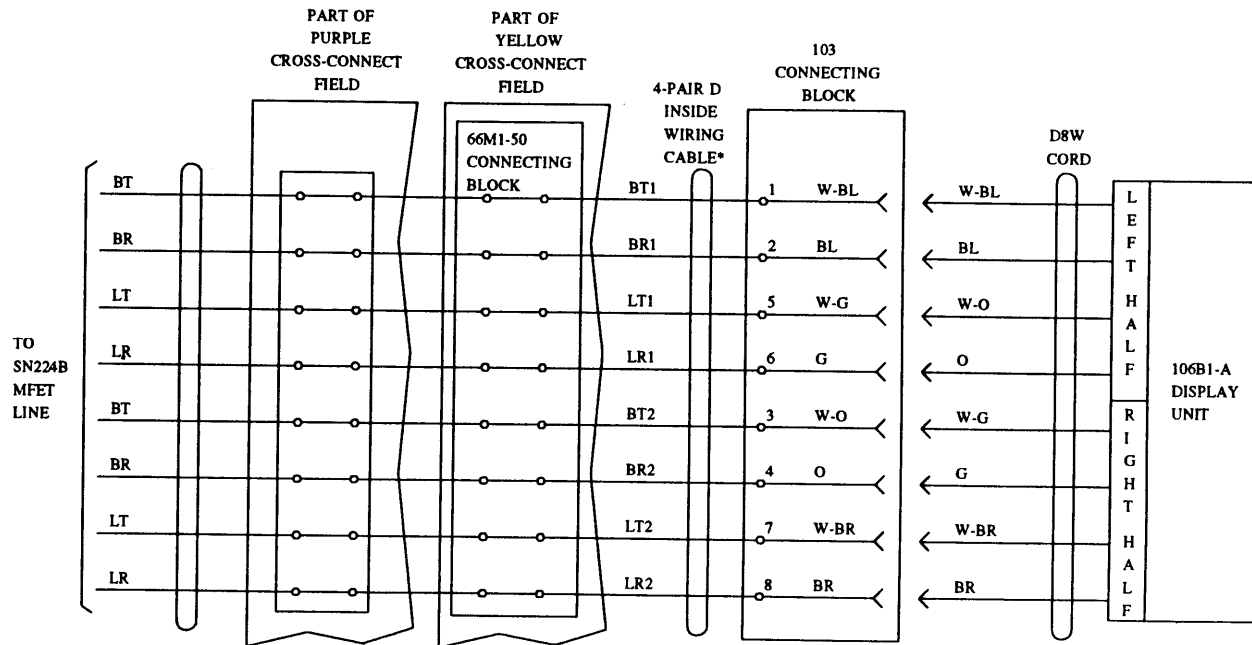 PART OF
PURPLE
CROSS-CONNECT
FIELD
PART OF
YELLOW
CROSS-CONNECT
FIELD
4-PAIR D
INSIDE
WIRING
CABLE*
103
CONNECTING
BLOCK
D8W
CORD
66M1-50
CONNECTING
BLOCK
TO
SN224B
MFET
LINE
BT BT1 1 W-BL W-BL
BR BR1 2 BL BL
LT LT1 5 W-G W-O
LR LR1 6 G O
BT BT2 3 W-O W-G
BR BR2 4 O G
LT LT2 7 W-BR W-BR
LR LR2 8 BR BR
LEFT HALF
RIGHT HALF
106B1-A
DISPLAY
UNIT